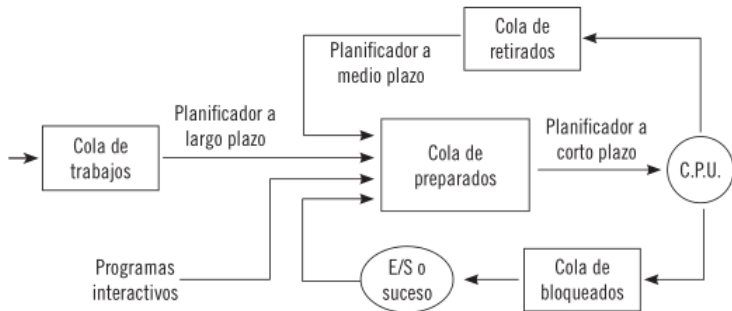 Cola de
retirados
Planificador a
medio plazo
Planificador a
largo plazo
Cola de
trabajos
Cola de
preparados
Planificador a
corto plazo
C.P.U.
Programas
interactivos
E/S o
suceso
Cola de
bloqueados